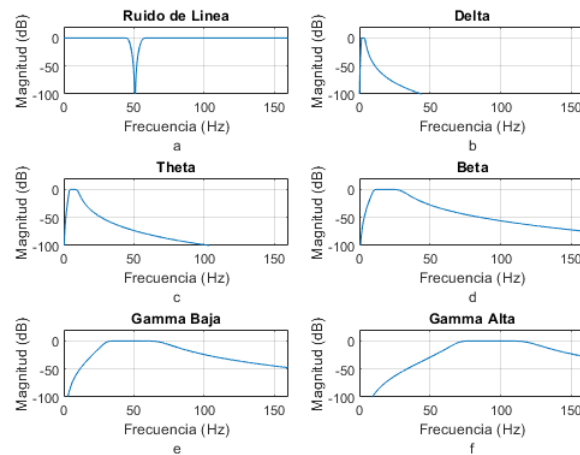 Ruido de Linea
Magnitud (dB)
0
-50
-100
0 50 100 150
Frecuencia (Hz)
a
Delta
Magnitud (dB)
0
-50
-100
0 50 100 150
Frecuencia (Hz)
b
Theta
Magnitud (dB)
0
-50
-100
0 50 100 150
Frecuencia (Hz)
c
Beta
Magnitud (dB)
0
-50
-100
0 50 100 150
Frecuencia (Hz)
d
Gamma Baja
Magnitud (dB)
0
-50
-100
0 50 100 150
Frecuencia (Hz)
e
Gamma Alta
Magnitud (dB)
0
-50
-100
0 50 100 150
Frecuencia (Hz)
f